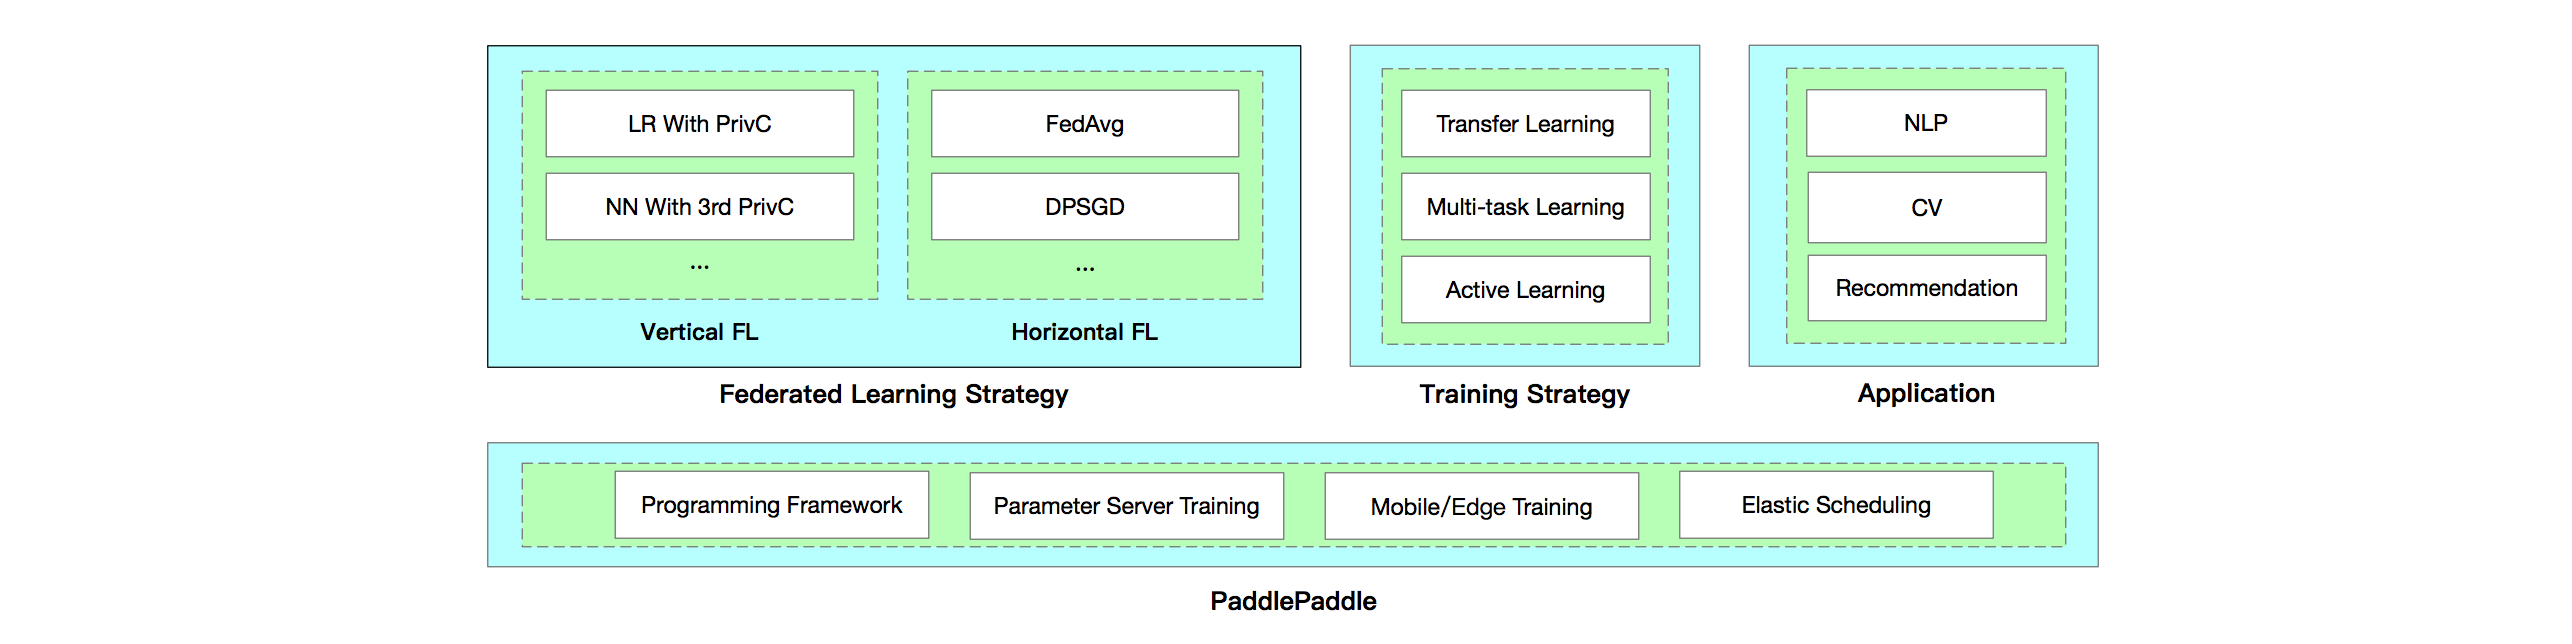 LR With PrivC
NN With 3rd PrivC
...
Vertical FL
FedAvg
DPSGD
...
Horizontal FL
Federated Learning Strategy
Transfer Learning
Multi-task Learning
Active Learning
Training Strategy
NLP
CV
Recommendation
Application
Programming Framework
Parameter Server Training
Mobile/Edge Training
Elastic Scheduling
PaddlePaddle